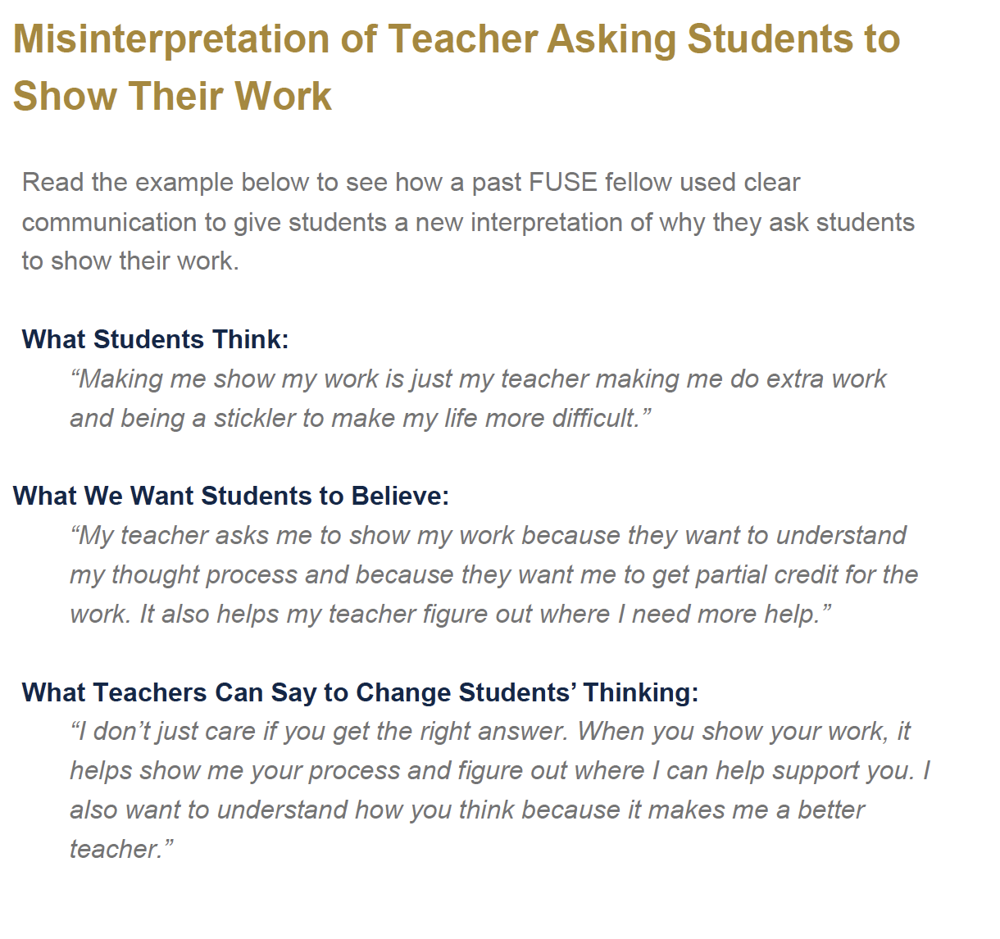 Misinterpretation of Teacher Asking Students to
Show Their Work
Read the example below to see how a past FUSE fellow used clear
communication to give students a new interpretation of why they ask students
to show their work.
What Students Think:
“Making me show my work is just my teacher making me do extra work
and being a stickler to make my life more difficult.”
What We Want Students to Believe:
“My teacher asks me to show my work because they want to understand
my thought process and because they want me to get partial credit for the
work. It also helps my teacher figure out where I need more help.”
What Teachers Can Say to Change Students’ Thinking:
“I don’t just care if you get the right answer. When you show your work, it
helps show me your process and figure out where I can help support you. I
also want to understand how you think because it makes me a better
teacher.”